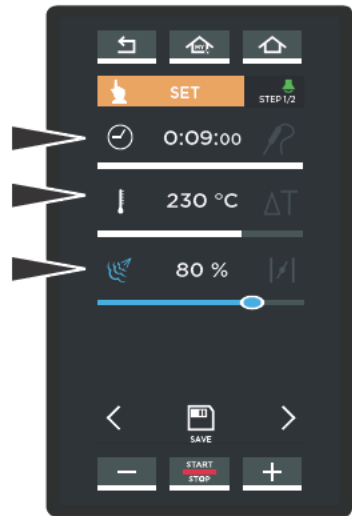 MY
SET
STEP 1/2
0:09:00
230 °C
ΔT
80 %
SAVE
START
STOP